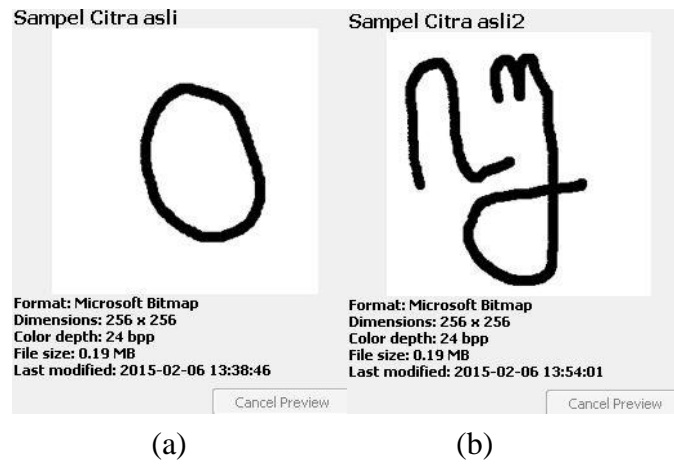 Sampel Citra asli
Format: Microsoft Bitmap
Dimensions: 256 x 256
Color depth: 24 bpp
File size: 0.19 MB
Last modified: 2015-02-06 13:38:46
Cancel Preview
(a)
Sampel Citra asli2
Format: Microsoft Bitmap
Dimensions: 256 x 256
Color depth: 24 bpp
File size: 0.19 MB
Last modified: 2015-02-06 13:54:01
Cancel Preview
(b)